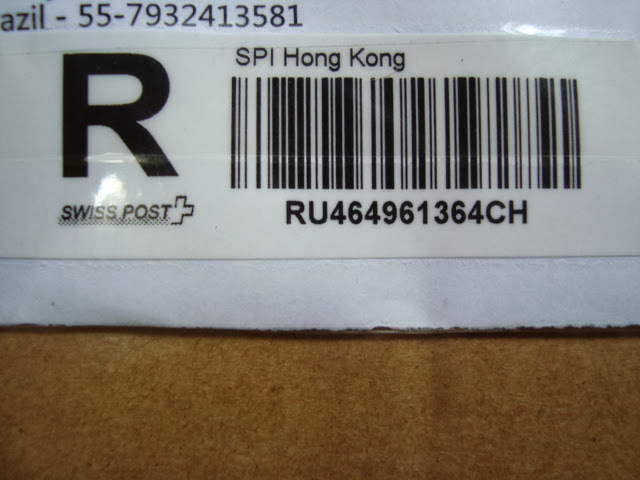 azil - 55-7932413581
R
SPI Hong Kong
SWISS POST
RU464961364CH